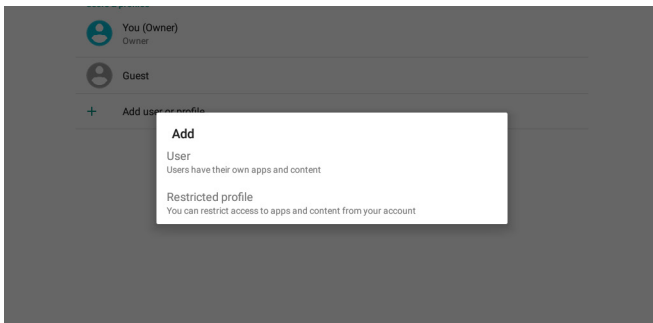 You (Owner)
Owner
Guest
Add user or profile
Add
User
Users have their own apps and content
Restricted profile
You can restrict access to apps and content from your account